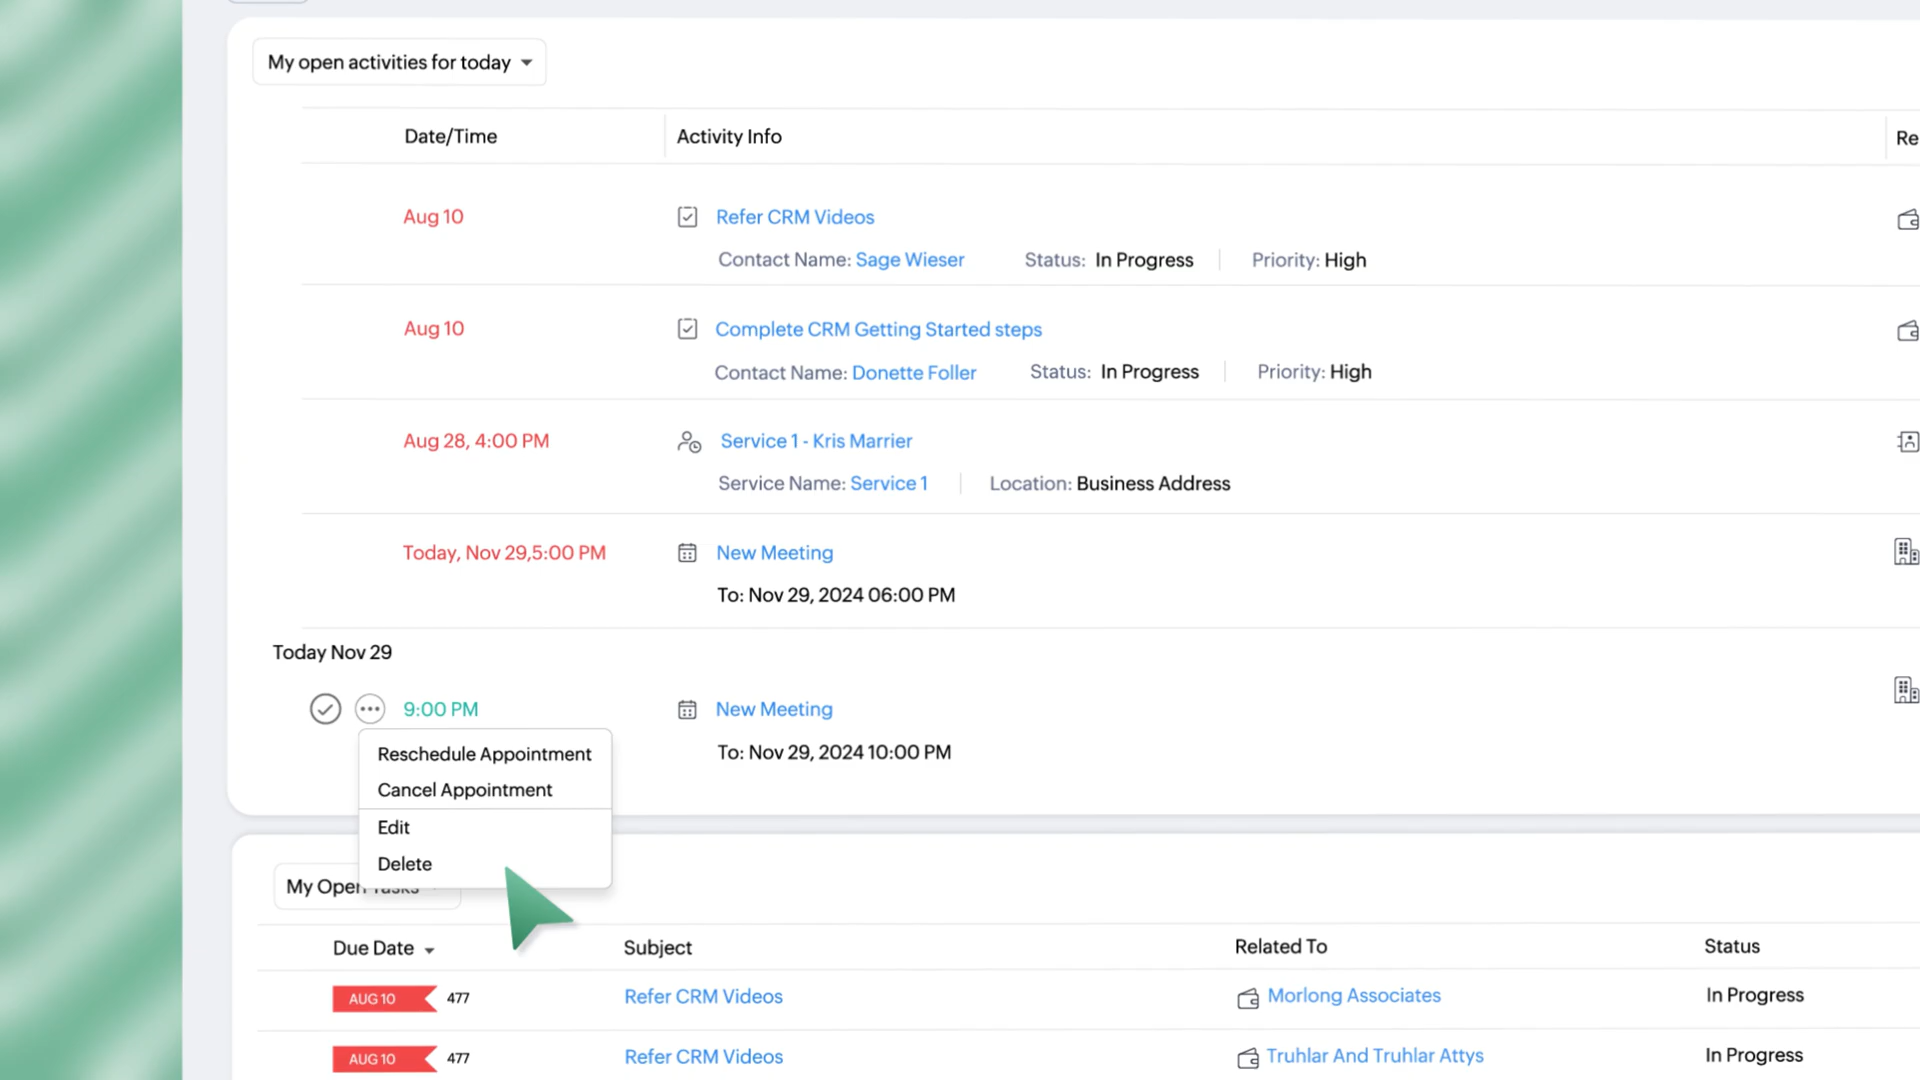 My open activities for today
Date/Time Activity Info Re
Aug 10 Refer CRM Videos
Contact Name: Sage Wieser Status: In Progress Priority: High
Aug 10 Complete CRM Getting Started steps
Contact Name: Donette Foller Status: In Progress Priority: High
Aug 28, 4:00 PM Service 1 - Kris Marrier
Service Name: Service 1 Location: Business Address
Today, Nov 29,5:00 PM New Meeting
To: Nov 29, 2024 06:00 PM
Today Nov 29
9:00 PM New Meeting
To: Nov 29, 2024 10:00 PM
Reschedule Appointment
Cancel Appointment
Edit
Delete
My Open Tasks
Due Date Subject Related To Status
AUG 10 477 Refer CRM Videos Morlong Associates In Progress
AUG 10 477 Refer CRM Videos Truhlar And Truhlar Attys In Progress